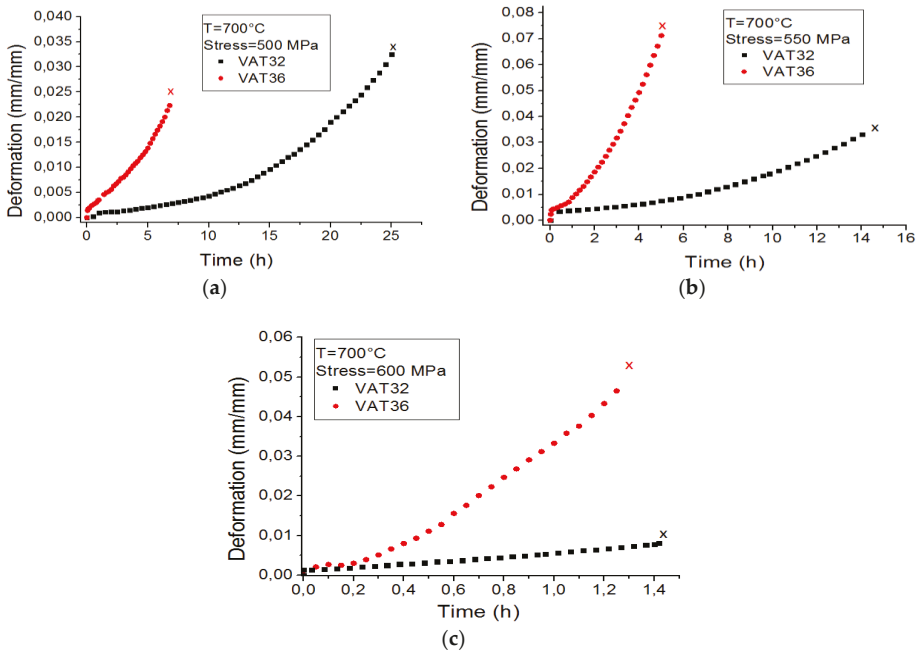 T=700°C
Stress=500 MPa
VAT32
VAT36
0,040
0,035
0,030
0,025
0,020
0,015
0,010
0,005
0,000
Deformation (mm/mm)
0 5 10 15 20 25
Time (h)
(a)
T=700°C
Stress=550 MPa
VAT32
VAT36
0,08
0,07
0,06
0,05
0,04
0,03
0,02
0,01
0,00
Deformation (mm/mm)
0 2 4 6 8 10 12 14 16
Time (h)
(b)
T=700°C
Stress=600 MPa
VAT32
VAT36
0,06
0,05
0,04
0,03
0,02
0,01
0,00
Deformation (mm/mm)
0,0 0,2 0,4 0,6 0,8 1,0 1,2 1,4
Time (h)
(c)